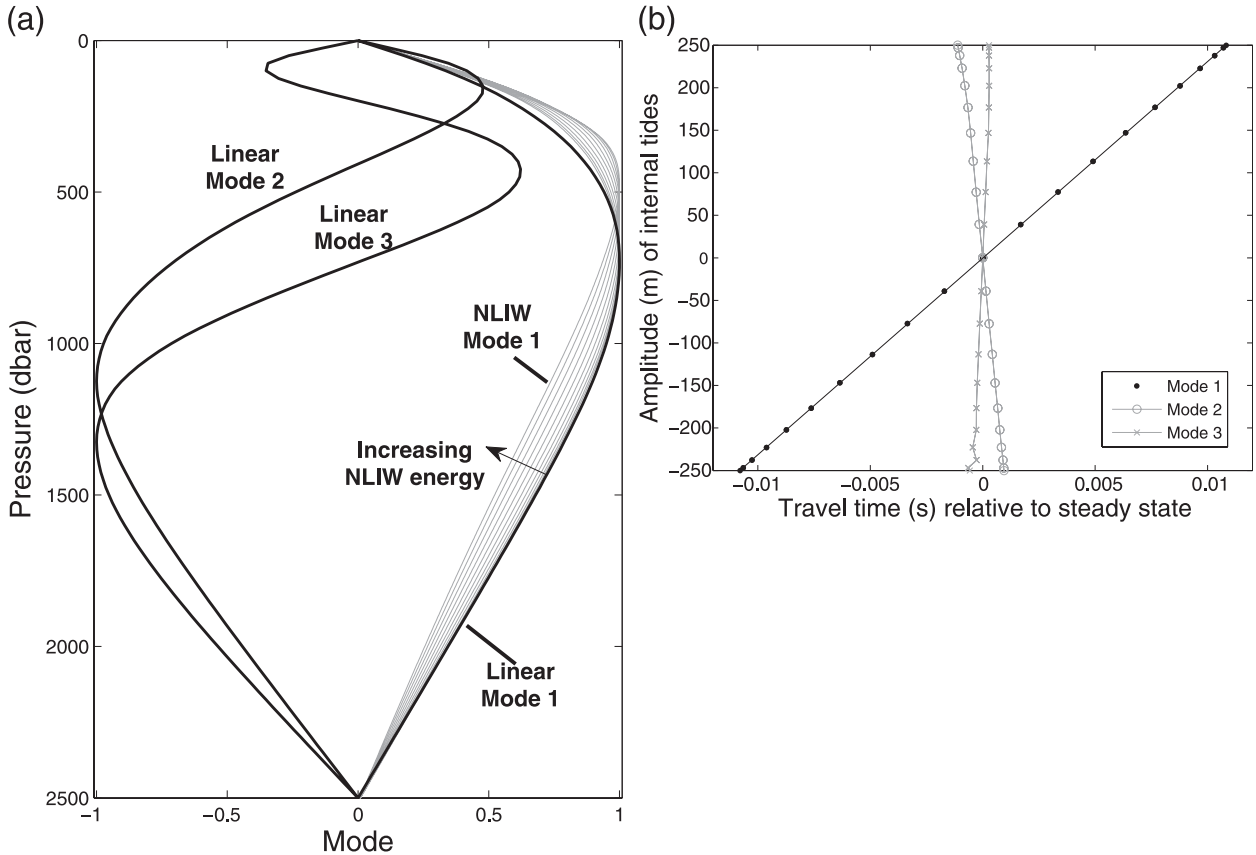 (a)
0
500
1000
1500
2000
2500
Pressure (dbar)
Linear
Mode 2
Linear
Mode 3
NLIW
Mode 1
Increasing
NLIW energy
Linear
Mode 1
−1
−0.5
0
0.5
1
Mode
(b)
250
200
150
100
50
0
−50
−100
−150
−200
−250
Amplitude (m) of internal tides
Mode 1
Mode 2
Mode 3
−0.01
−0.005
0
0.005
0.01
Travel time (s) relative to steady state